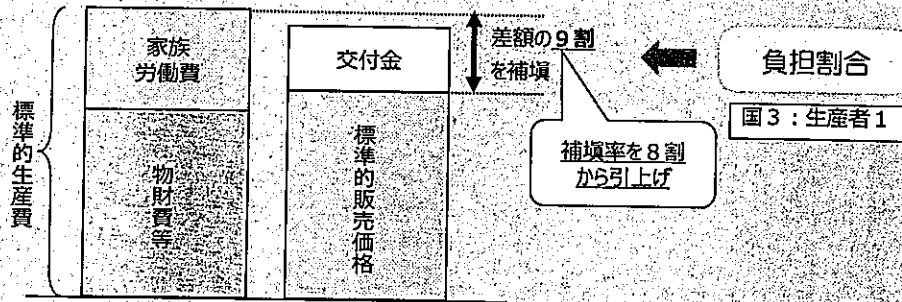 標準的生産費
家族
労働費
物財費等
交付金
標準的販売価格
差額の9割
を補填
補填率を8割
から引上げ
負担割合
国3：生産者1